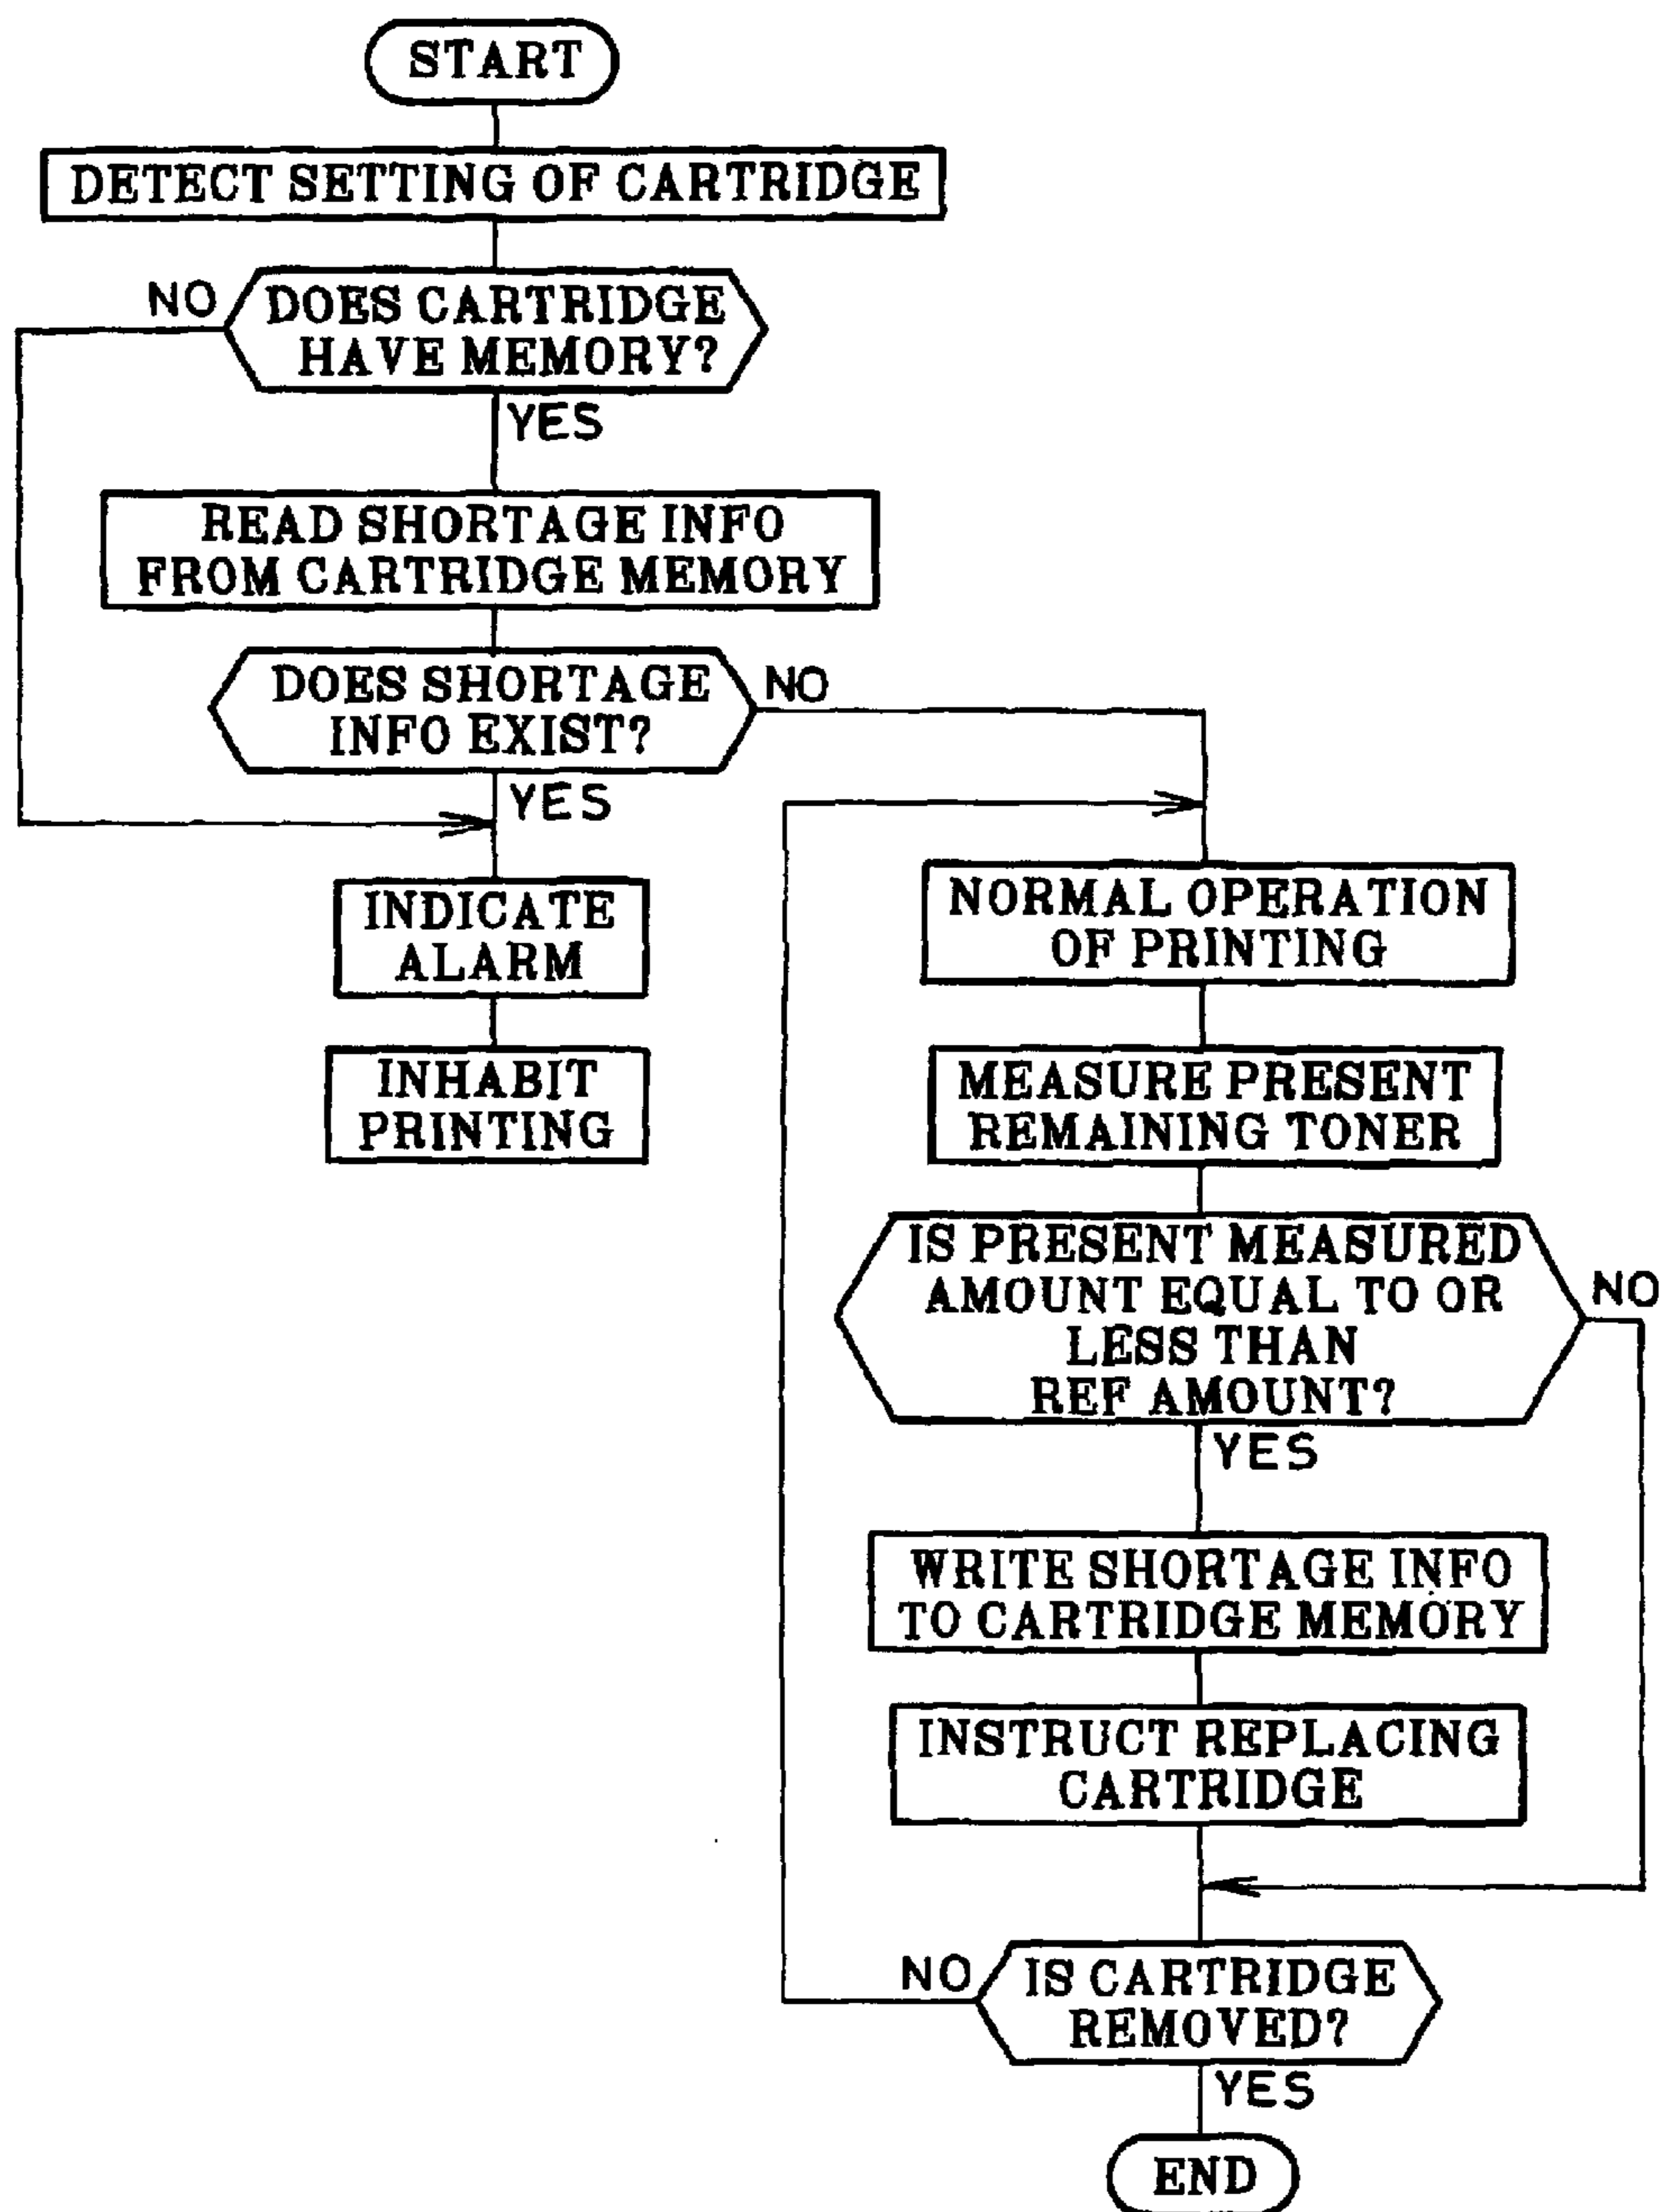 START
DETECT SETTING OF CARTRIDGE
NO
DOES CARTRIDGE
HAVE MEMORY?
YES
READ SHORTAGE INFO
FROM CARTRIDGE MEMORY
DOES SHORTAGE
INFO EXIST?
NO
YES
INDICATE
ALARM
INHABIT
PRINTING
NORMAL OPERATION
OF PRINTING
MEASURE PRESENT
REMAINING TONER
IS PRESENT MEASURED
AMOUNT EQUAL TO OR
LESS THAN
REF AMOUNT?
NO
YES
WRITE SHORTAGE INFO
TO CARTRIDGE MEMORY
INSTRUCT REPLACING
CARTRIDGE
NO
IS CARTRIDGE
REMOVED?
YES
END